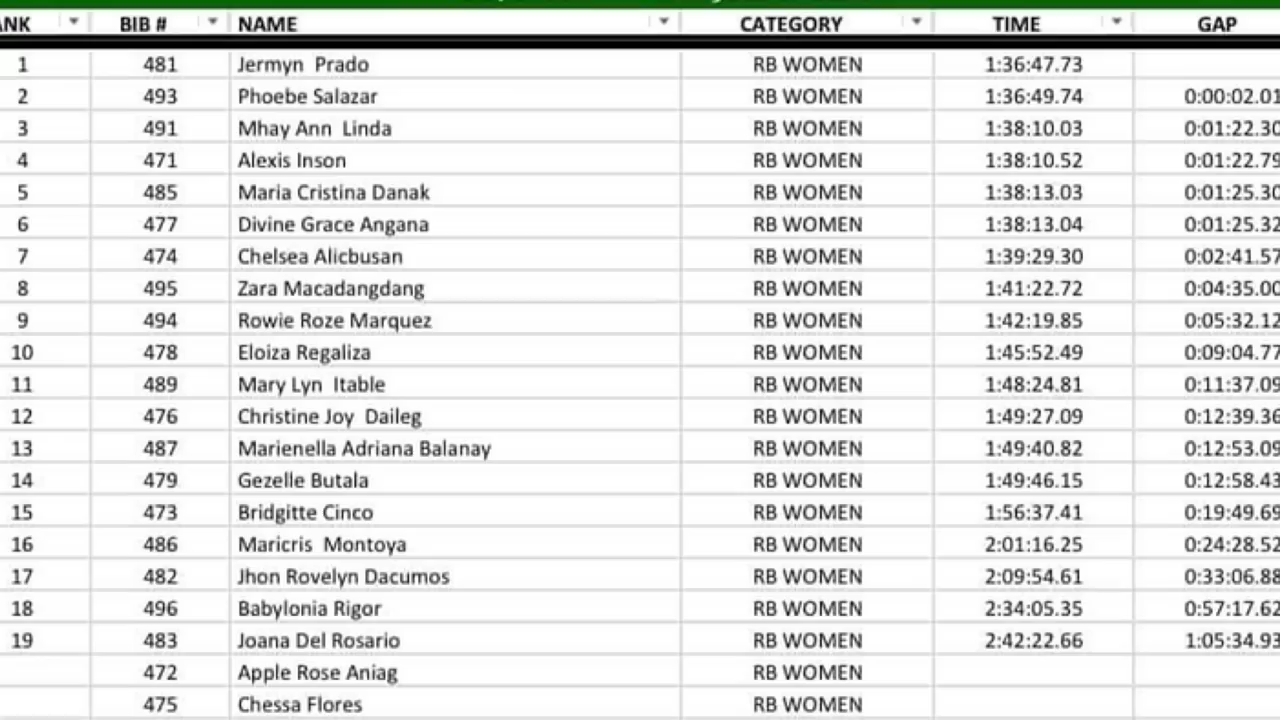 ANK BIB # NAME CATEGORY TIME GAP
1 481 Jermyn Prado RB WOMEN 1:36:47.73
2 493 Phoebe Salazar RB WOMEN 1:36:49.74 0:00:02.01
3 491 Mhay Ann Linda RB WOMEN 1:38:10.03 0:01:22.30
4 471 Alexis Inson RB WOMEN 1:38:10.52 0:01:22.79
5 485 Maria Cristina Danak RB WOMEN 1:38:13.03 0:01:25.30
6 477 Divine Grace Angana RB WOMEN 1:38:13.04 0:01:25.32
7 474 Chelsea Alicbusan RB WOMEN 1:39:29.30 0:02:41.57
8 495 Zara Macadangdang RB WOMEN 1:41:22.72 0:04:35.00
9 494 Rowie Roze Marquez RB WOMEN 1:42:19.85 0:05:32.12
10 478 Eloiza Regaliza RB WOMEN 1:45:52.49 0:09:04.77
11 489 Mary Lyn Itable RB WOMEN 1:48:24.81 0:11:37.09
12 476 Christine Joy Daileg RB WOMEN 1:49:27.09 0:12:39.36
13 487 Marienella Adriana Balanay RB WOMEN 1:49:40.82 0:12:53.09
14 479 Gezelle Butala RB WOMEN 1:49:46.15 0:12:58.43
15 473 Bridgitte Cinco RB WOMEN 1:56:37.41 0:19:49.69
16 486 Maricris Montoya RB WOMEN 2:01:16.25 0:24:28.52
17 482 Jhon Rovelyn Dacumos RB WOMEN 2:09:54.61 0:33:06.88
18 496 Babylonia Rigor RB WOMEN 2:34:05.35 0:57:17.62
19 483 Joana Del Rosario RB WOMEN 2:42:22.66 1:05:34.93
472 Apple Rose Aniag RB WOMEN
475 Chessa Flores RB WOMEN